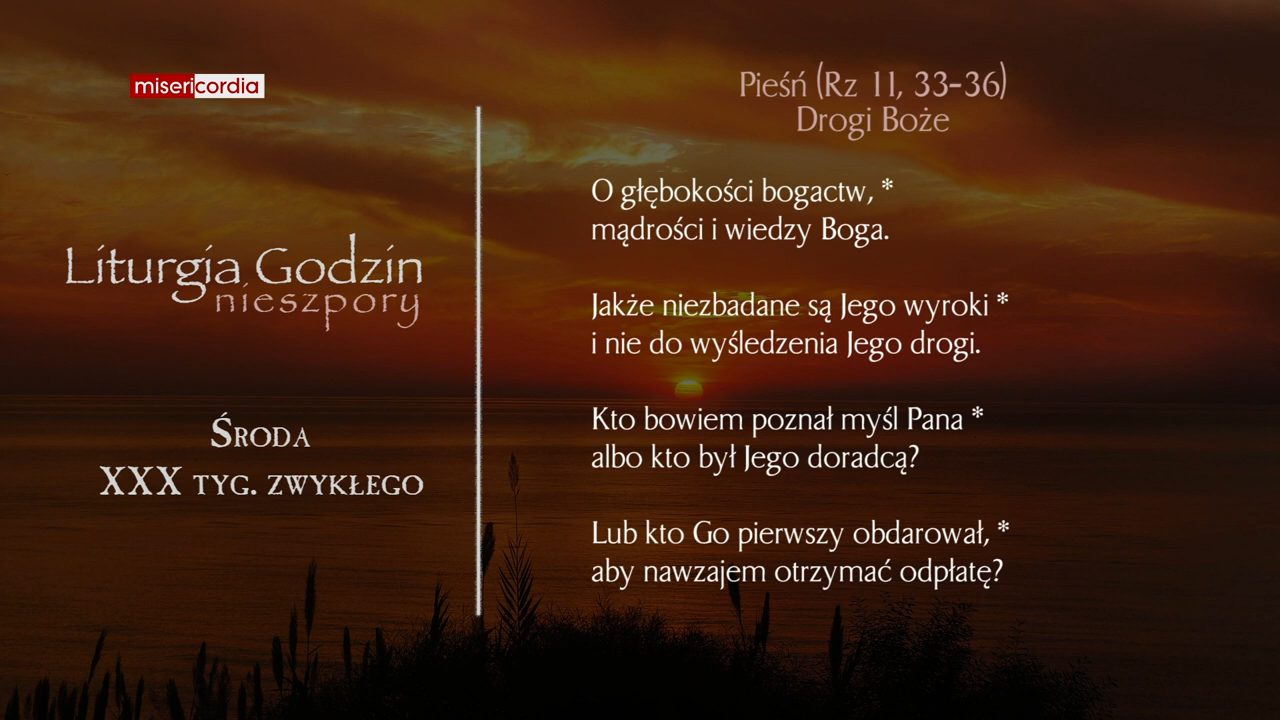 misericordia
Liturgia Godzin
nieszpory
Środa
XXX tyg. zwykłego
Pieśń (Rz 11, 33-36)
Drogi Boże
O głębokości bogactw, *
mądrości i wiedzy Boga.
Jakże niezbadane są Jego wyroki *
i nie do wyśledzenia Jego drogi.
Kto bowiem poznał myśl Pana *
albo kto był Jego doradcą?
Lub kto Go pierwszy obdarował, *
aby nawzajem otrzymać odpłatę?